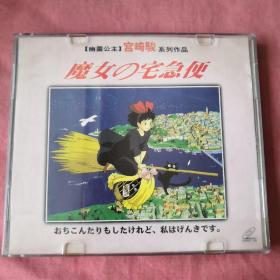 【幽靈公主】宮崎駿系列作品
魔女の宅急便
おちこんだりもしたけれど、私はげんきです。